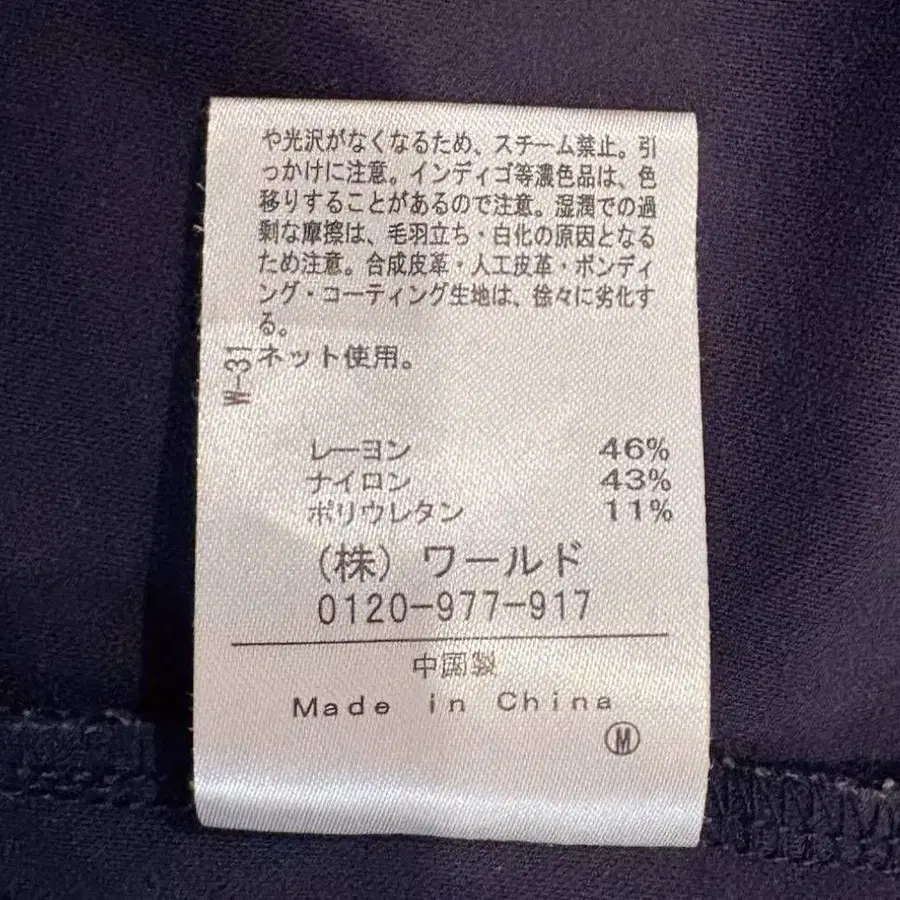 や光沢がなくなるため、スチーム禁止。引
っかけに注意。インディゴ等濃色品は、色
移りすることがあるので注意。湿潤での過
剰な摩擦は、毛羽立ち・白化の原因となる
ため注意。合成皮革・人工皮革・ボンディ
ング・コーティング生地は、徐々に劣化す
る。
ネット使用。
W-31
レーヨン 46%
ナイロン 43%
ポリウレタン 11%
(株) ワールド
0120-977-917
中国製
Made in China
M